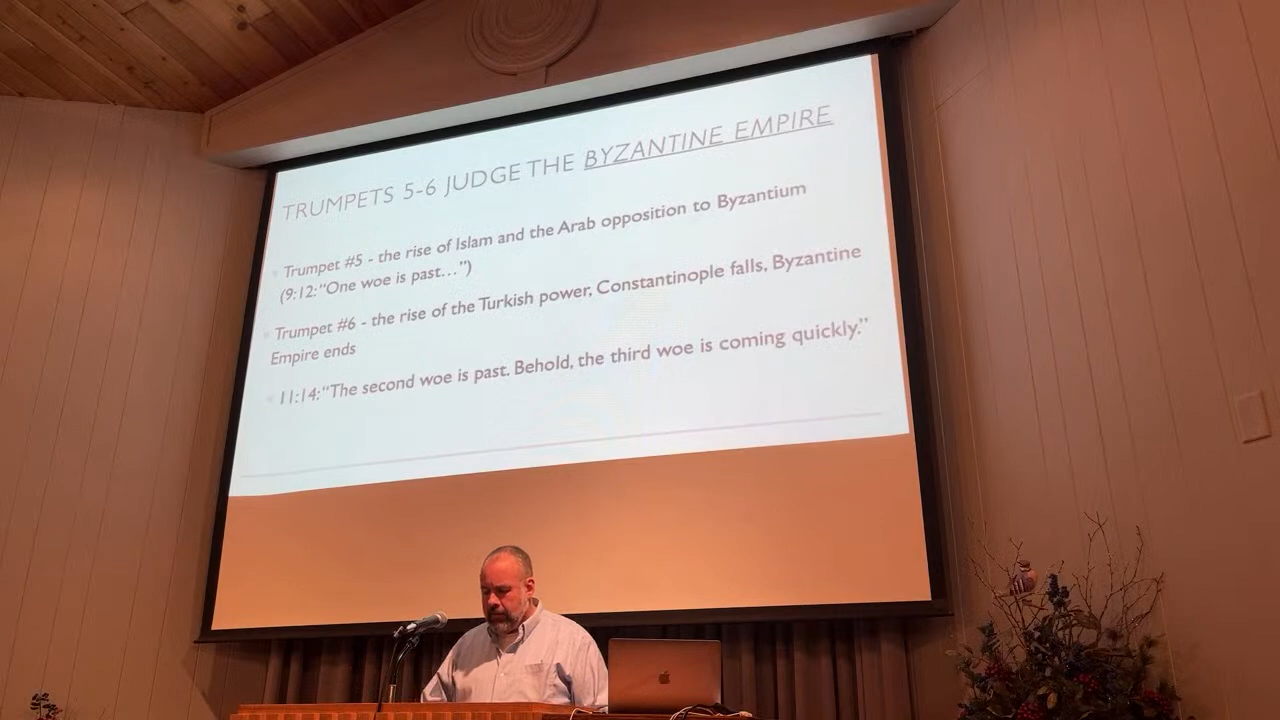 TRUMPETS 5-6 JUDGE THE BYZANTINE EMPIRE
Trumpet #5 - the rise of Islam and the Arab opposition to Byzantium
(9:12: “One woe is past…”)
Trumpet #6 - the rise of the Turkish power, Constantinople falls, Byzantine
Empire ends
11:14: “The second woe is past. Behold, the third woe is coming quickly.”